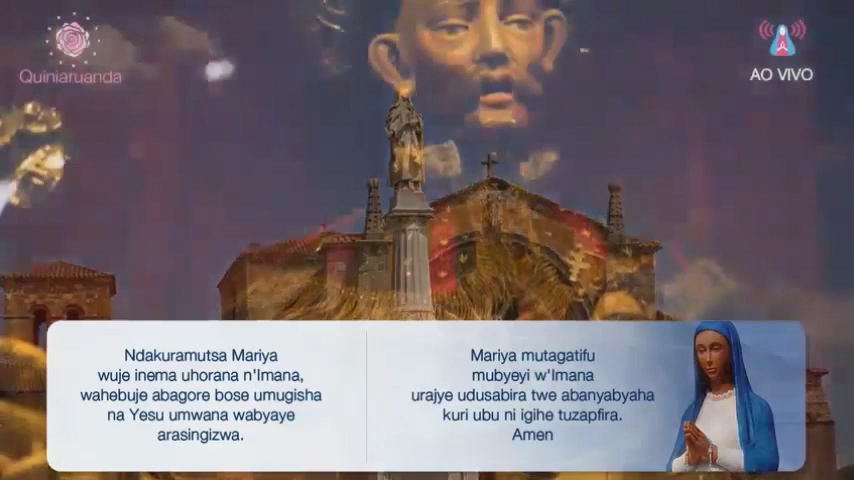 Quiniaruanda
AO VIVO
Ndakuramutsa Mariya
wuje inema uhorana n'Imana,
wahebuje abagore bose umugisha
na Yesu umwana wabyaye
arasingizwa.
Mariya mutagatifu
mubyeyi w'Imana
urajye udusabira twe abanyabyaha
kuri ubu ni igihe tuzapfira.
Amen